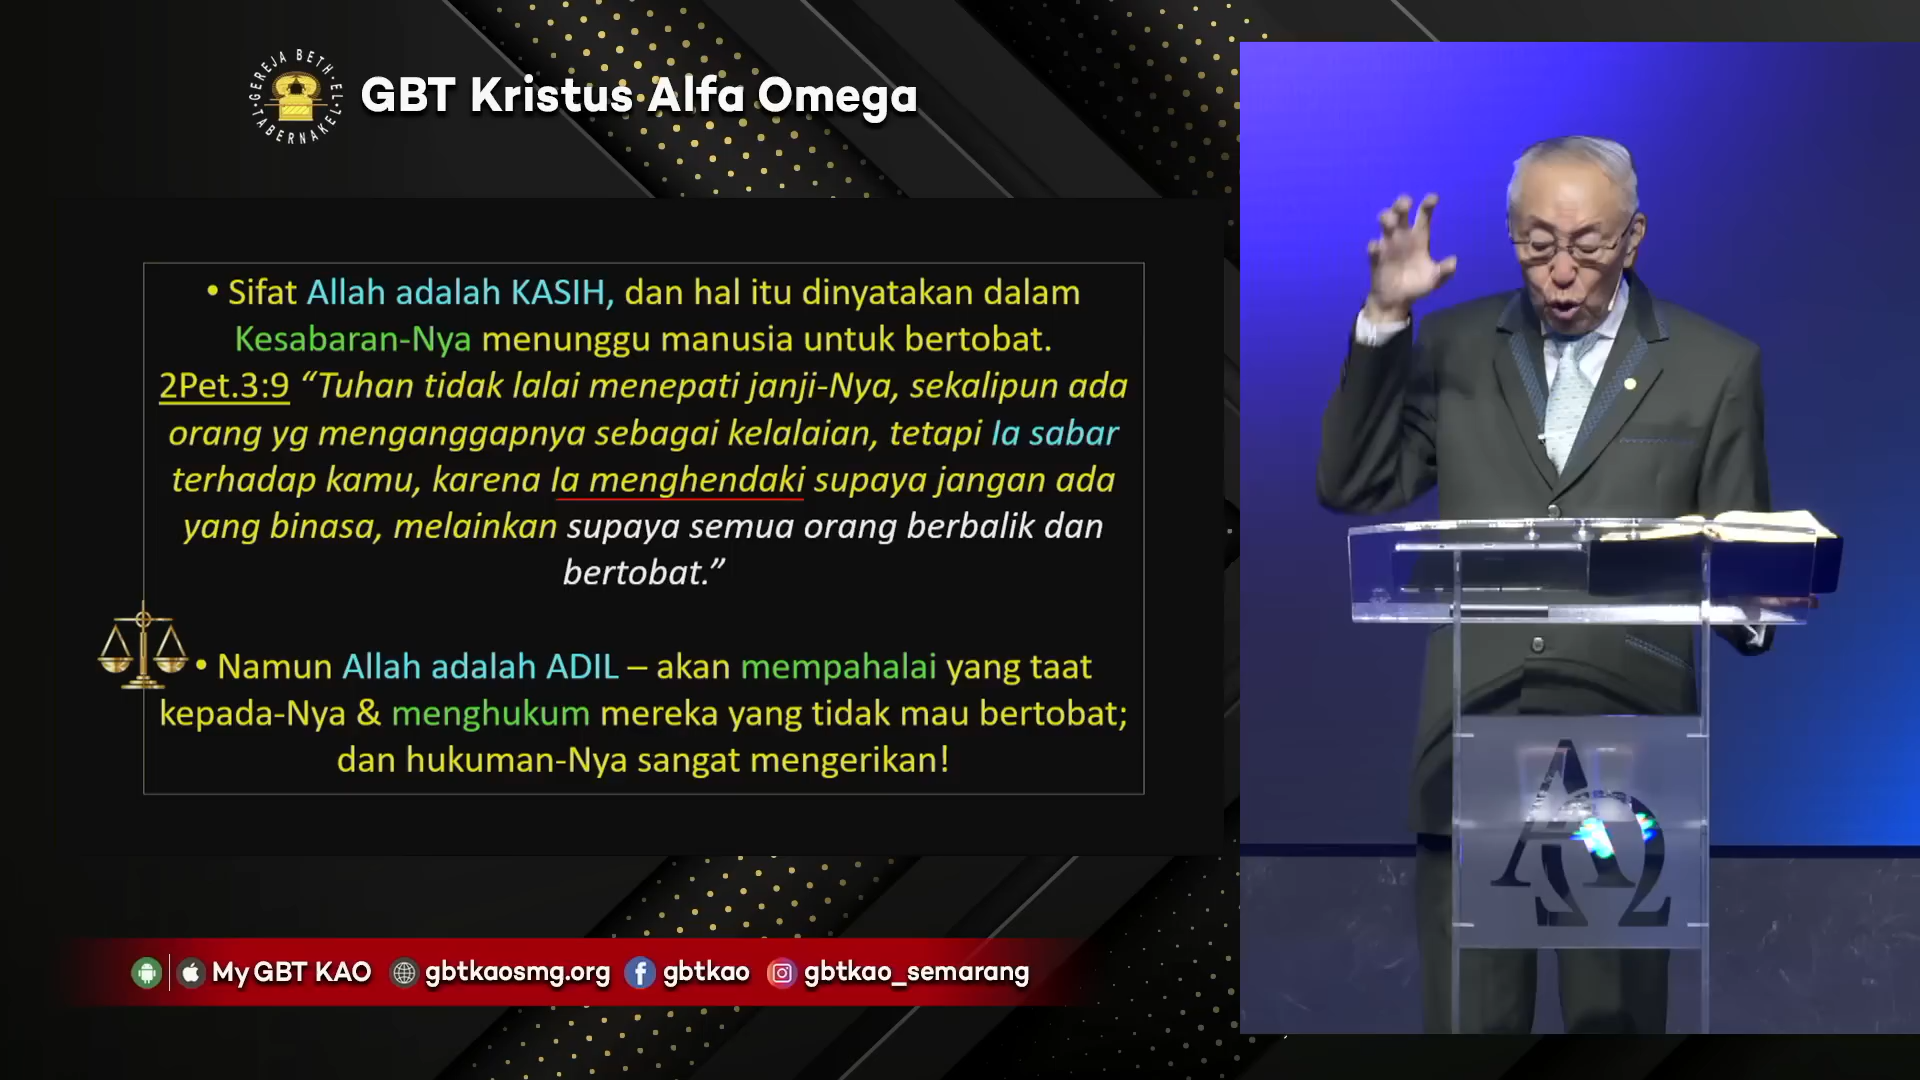 GEREJA BETH-EL TABERNAKEL
GBT Kristus Alfa Omega
• Sifat Allah adalah KASIH, dan hal itu dinyatakan dalam
Kesabaran-Nya menunggu manusia untuk bertobat.
2Pet.3:9 “Tuhan tidak lalai menepati janji-Nya, sekalipun ada
orang yg menganggapnya sebagai kelalaian, tetapi Ia sabar
terhadap kamu, karena Ia menghendaki supaya jangan ada
yang binasa, melainkan supaya semua orang berbalik dan
bertobat.”
• Namun Allah adalah ADIL – akan mempahalai yang taat
kepada-Nya & menghukum mereka yang tidak mau bertobat;
dan hukuman-Nya sangat mengerikan!
My GBT KAO gbtkaosmg.org gbtkao gbtkao_semarang
ΑΩ